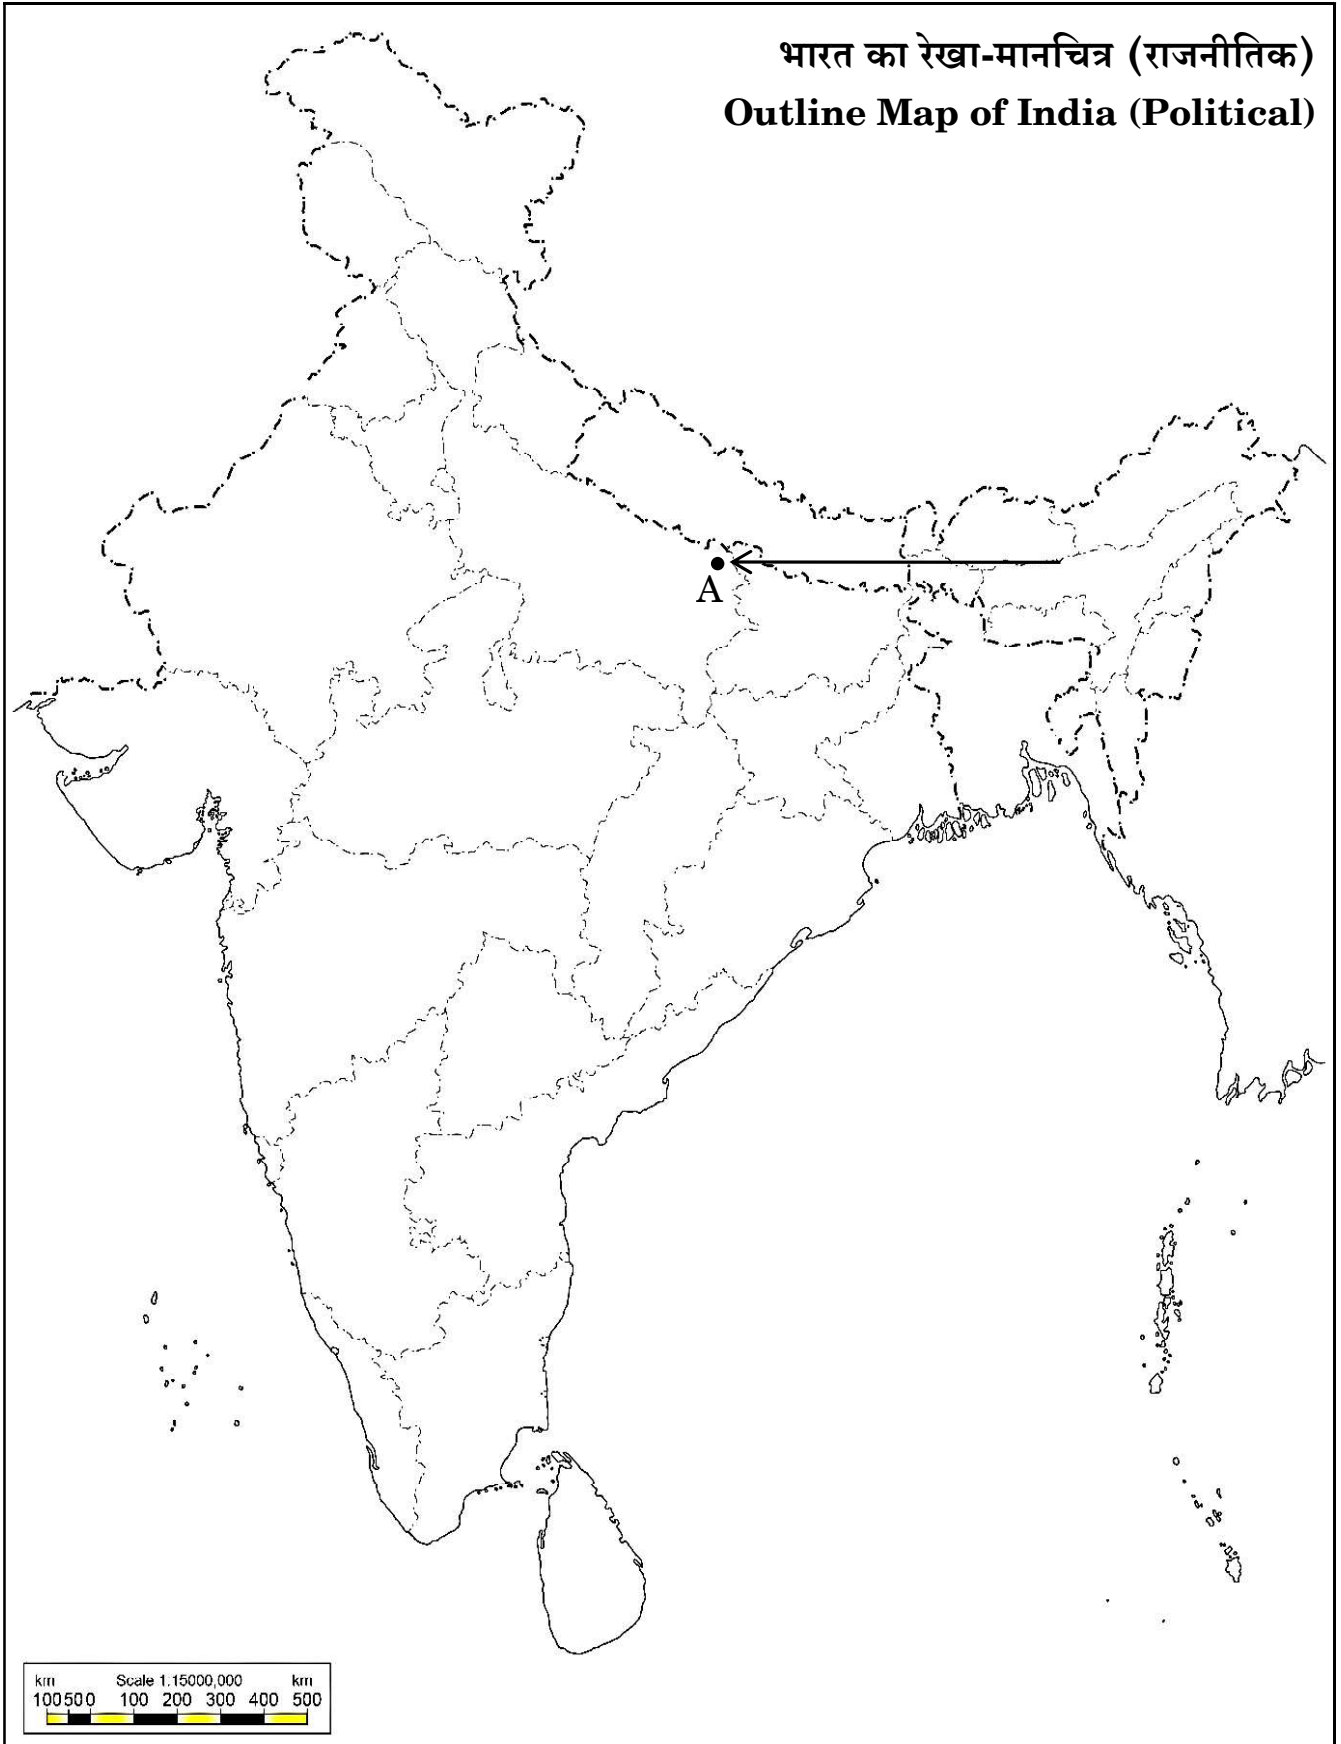 भारत का रेखा-मानचित्र (राजनीतिक)
Outline Map of India (Political)
A
km Scale 1:15000,000 km
100 50 0 100 200 300 400 500